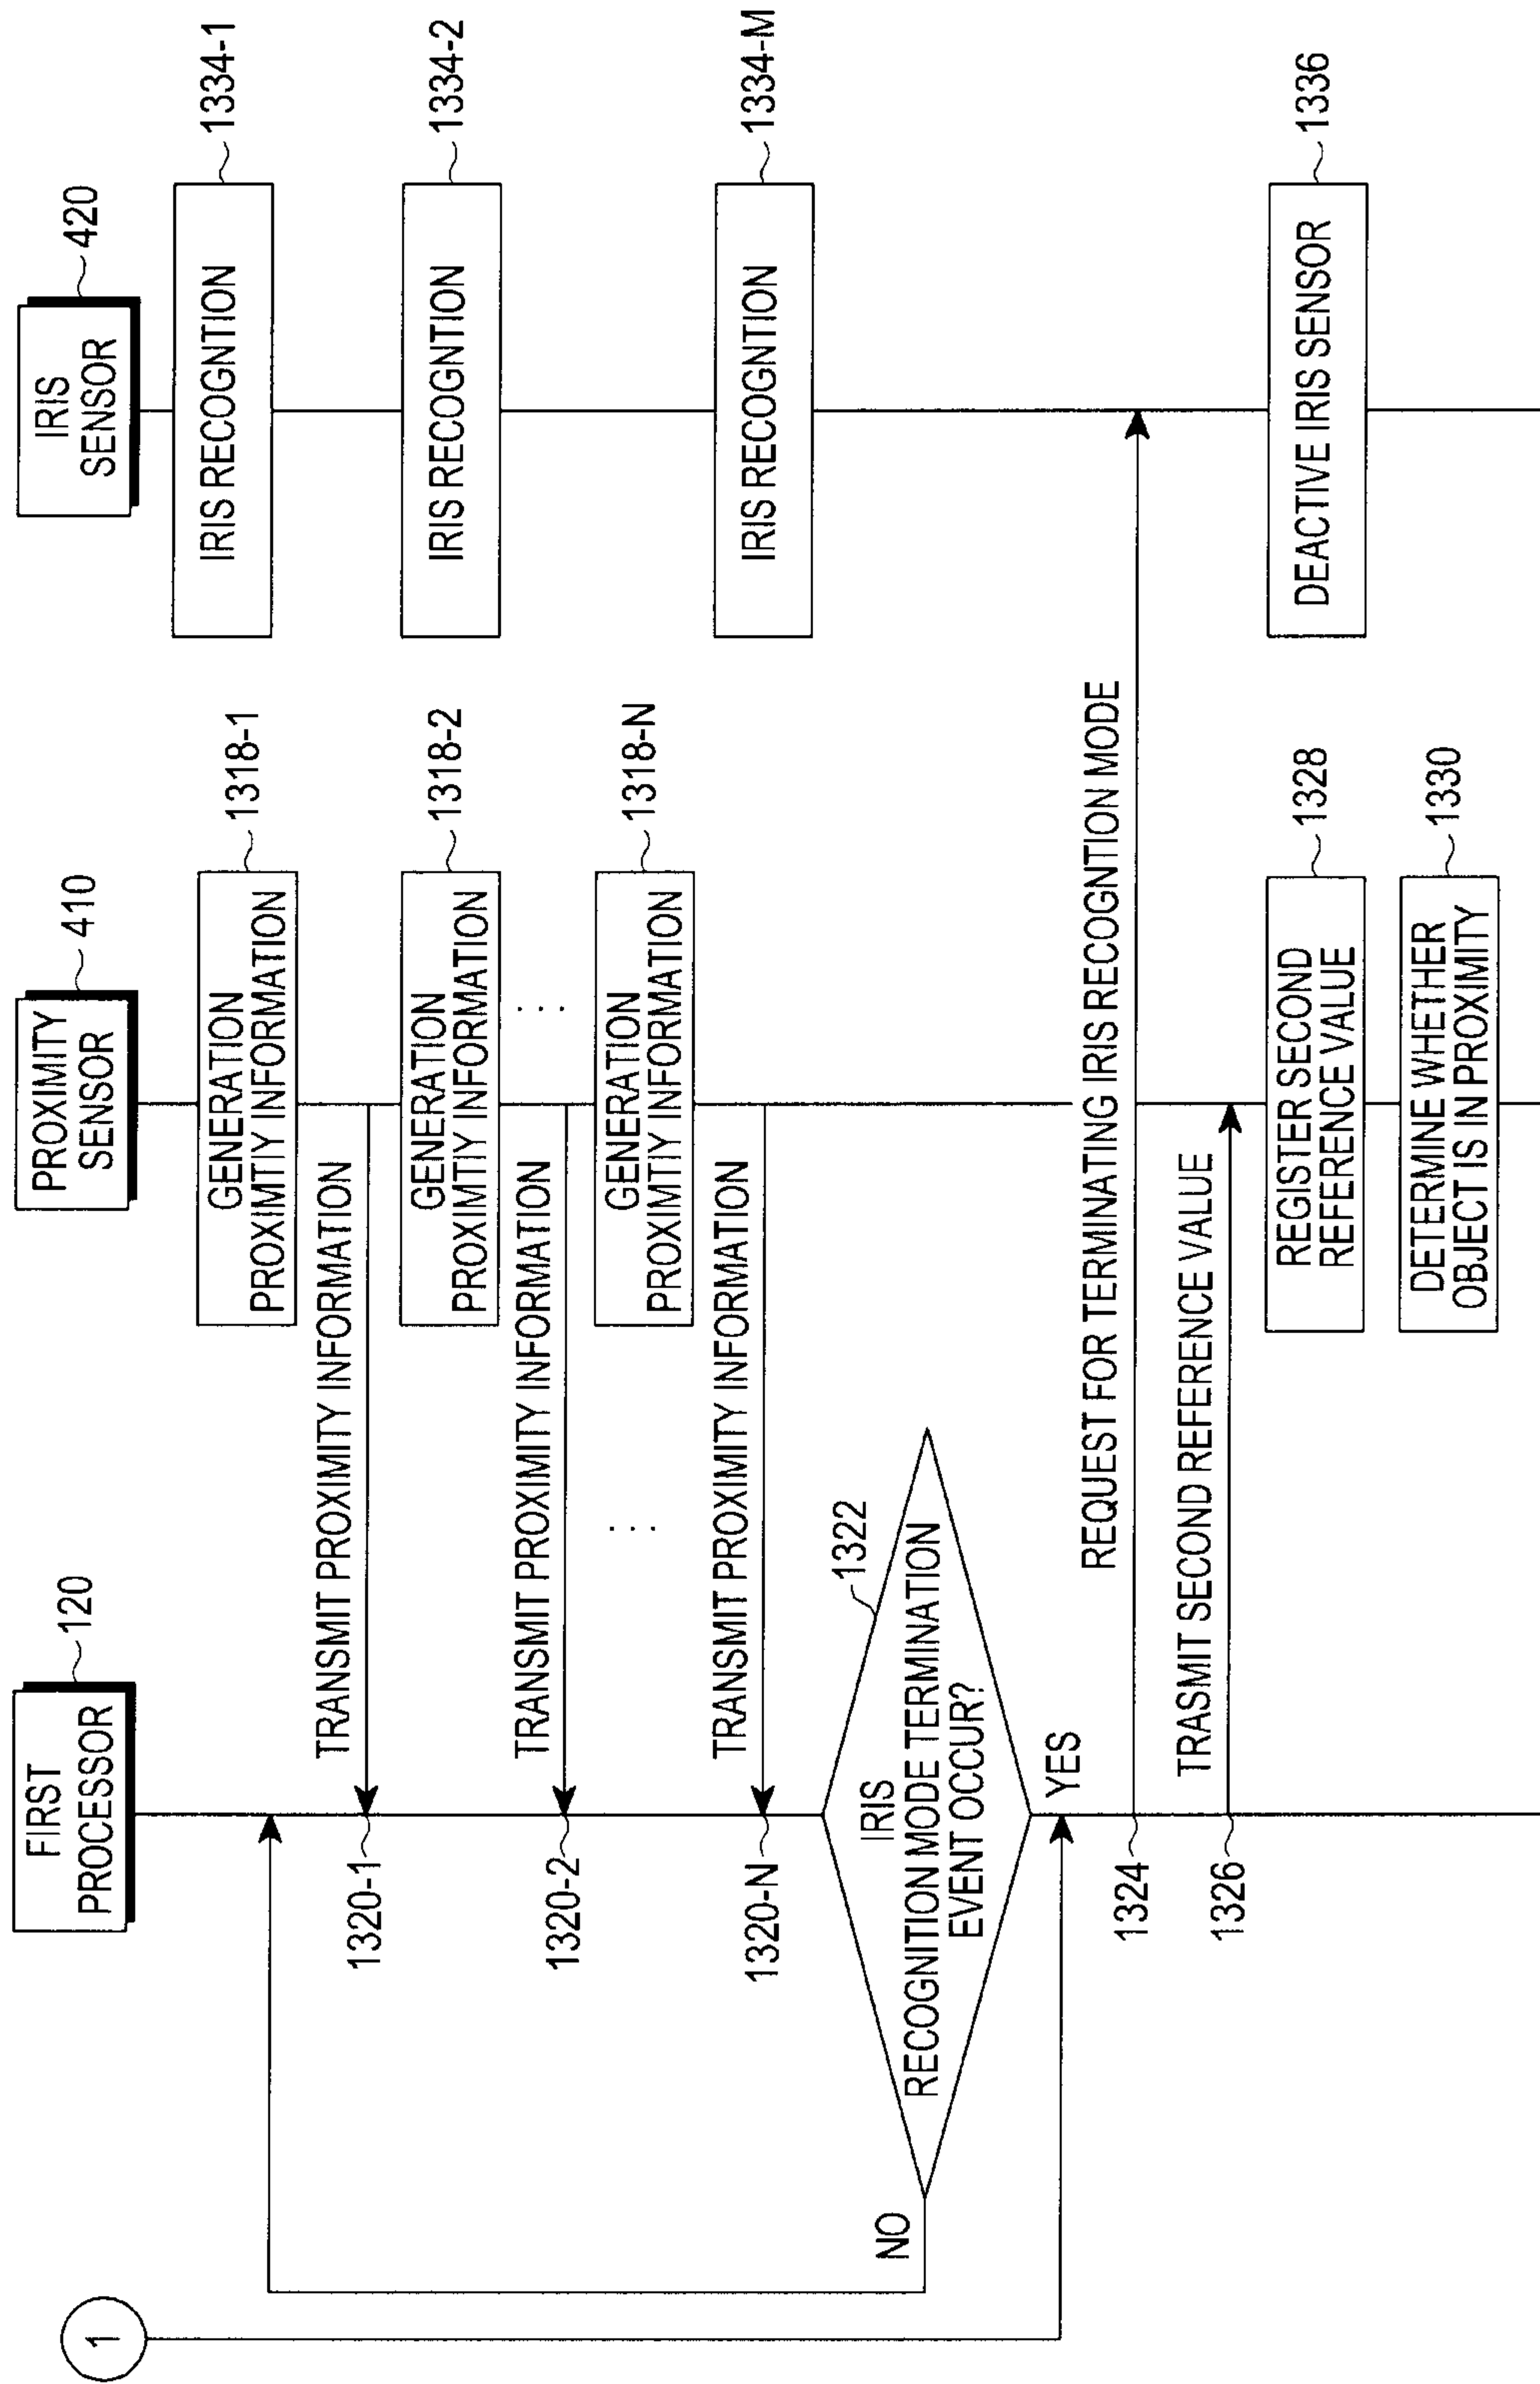 1
FIRST
PROCESSOR
120
PROXIMITY
SENSOR
410
IRIS
SENSOR
420
GENERATION
PROXIMTIY INFORMATION
1318-1
IRIS RECOGNTION
1334-1
TRANSMIT PROXIMITY INFORMATION
1320-1
GENERATION
PROXIMTIY INFORMATION
1318-2
IRIS RECOGNTION
1334-2
TRANSMIT PROXIMITY INFORMATION
1320-2
. . .
. . .
GENERATION
PROXIMTIY INFORMATION
1318-N
TRANSMIT PROXIMITY INFORMATION
1320-N
IRIS RECOGNTION
1334-M
1322
IRIS
RECOGNITION MODE TERMINATION
EVENT OCCUR?
NO
YES
REQUEST FOR TERMINATING IRIS RECOGNTION MODE
1324
TRASMIT SECOND REFERENCE VALUE
1326
REGISTER SECOND
REFERENCE VALUE
1328
DEACTIVE IRIS SENSOR
1336
DETERMINE WHETHER
OBJECT IS IN PROXIMITY
1330